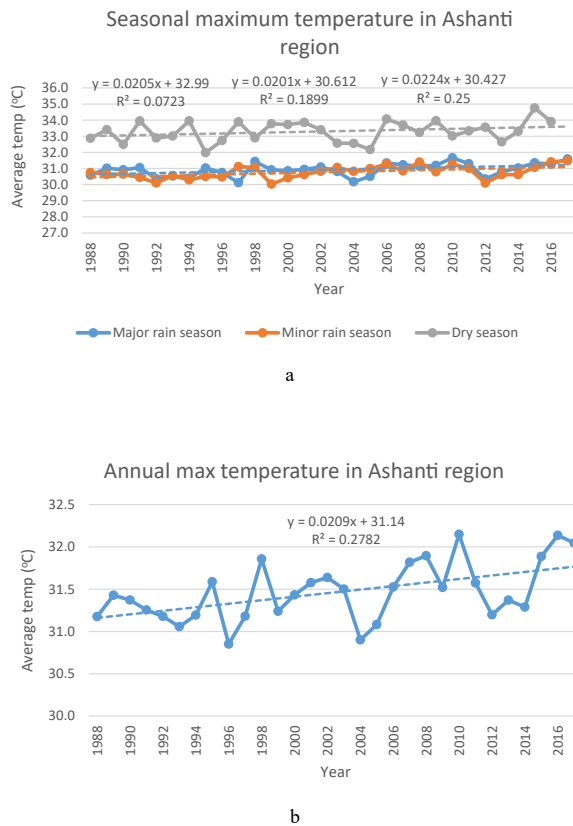 Seasonal maximum temperature in Ashanti
region
y = 0.0205x + 32.99
R² = 0.0723
y = 0.0201x + 30.612
R² = 0.1899
y = 0.0224x + 30.427
R² = 0.25
Average temp (ᵒC)
36.0
35.0
34.0
33.0
32.0
31.0
30.0
29.0
28.0
27.0
1988
1990
1992
1994
1996
1998
2000
2002
2004
2006
2008
2010
2012
2014
2016
Year
Major rain season
Minor rain season
Dry season
a
Annual max temperature in Ashanti region
y = 0.0209x + 31.14
R² = 0.2782
Average temp (ᵒC)
32.5
32.0
31.5
31.0
30.5
30.0
1988
1990
1992
1994
1996
1998
2000
2002
2004
2006
2008
2010
2012
2014
2016
Year
b